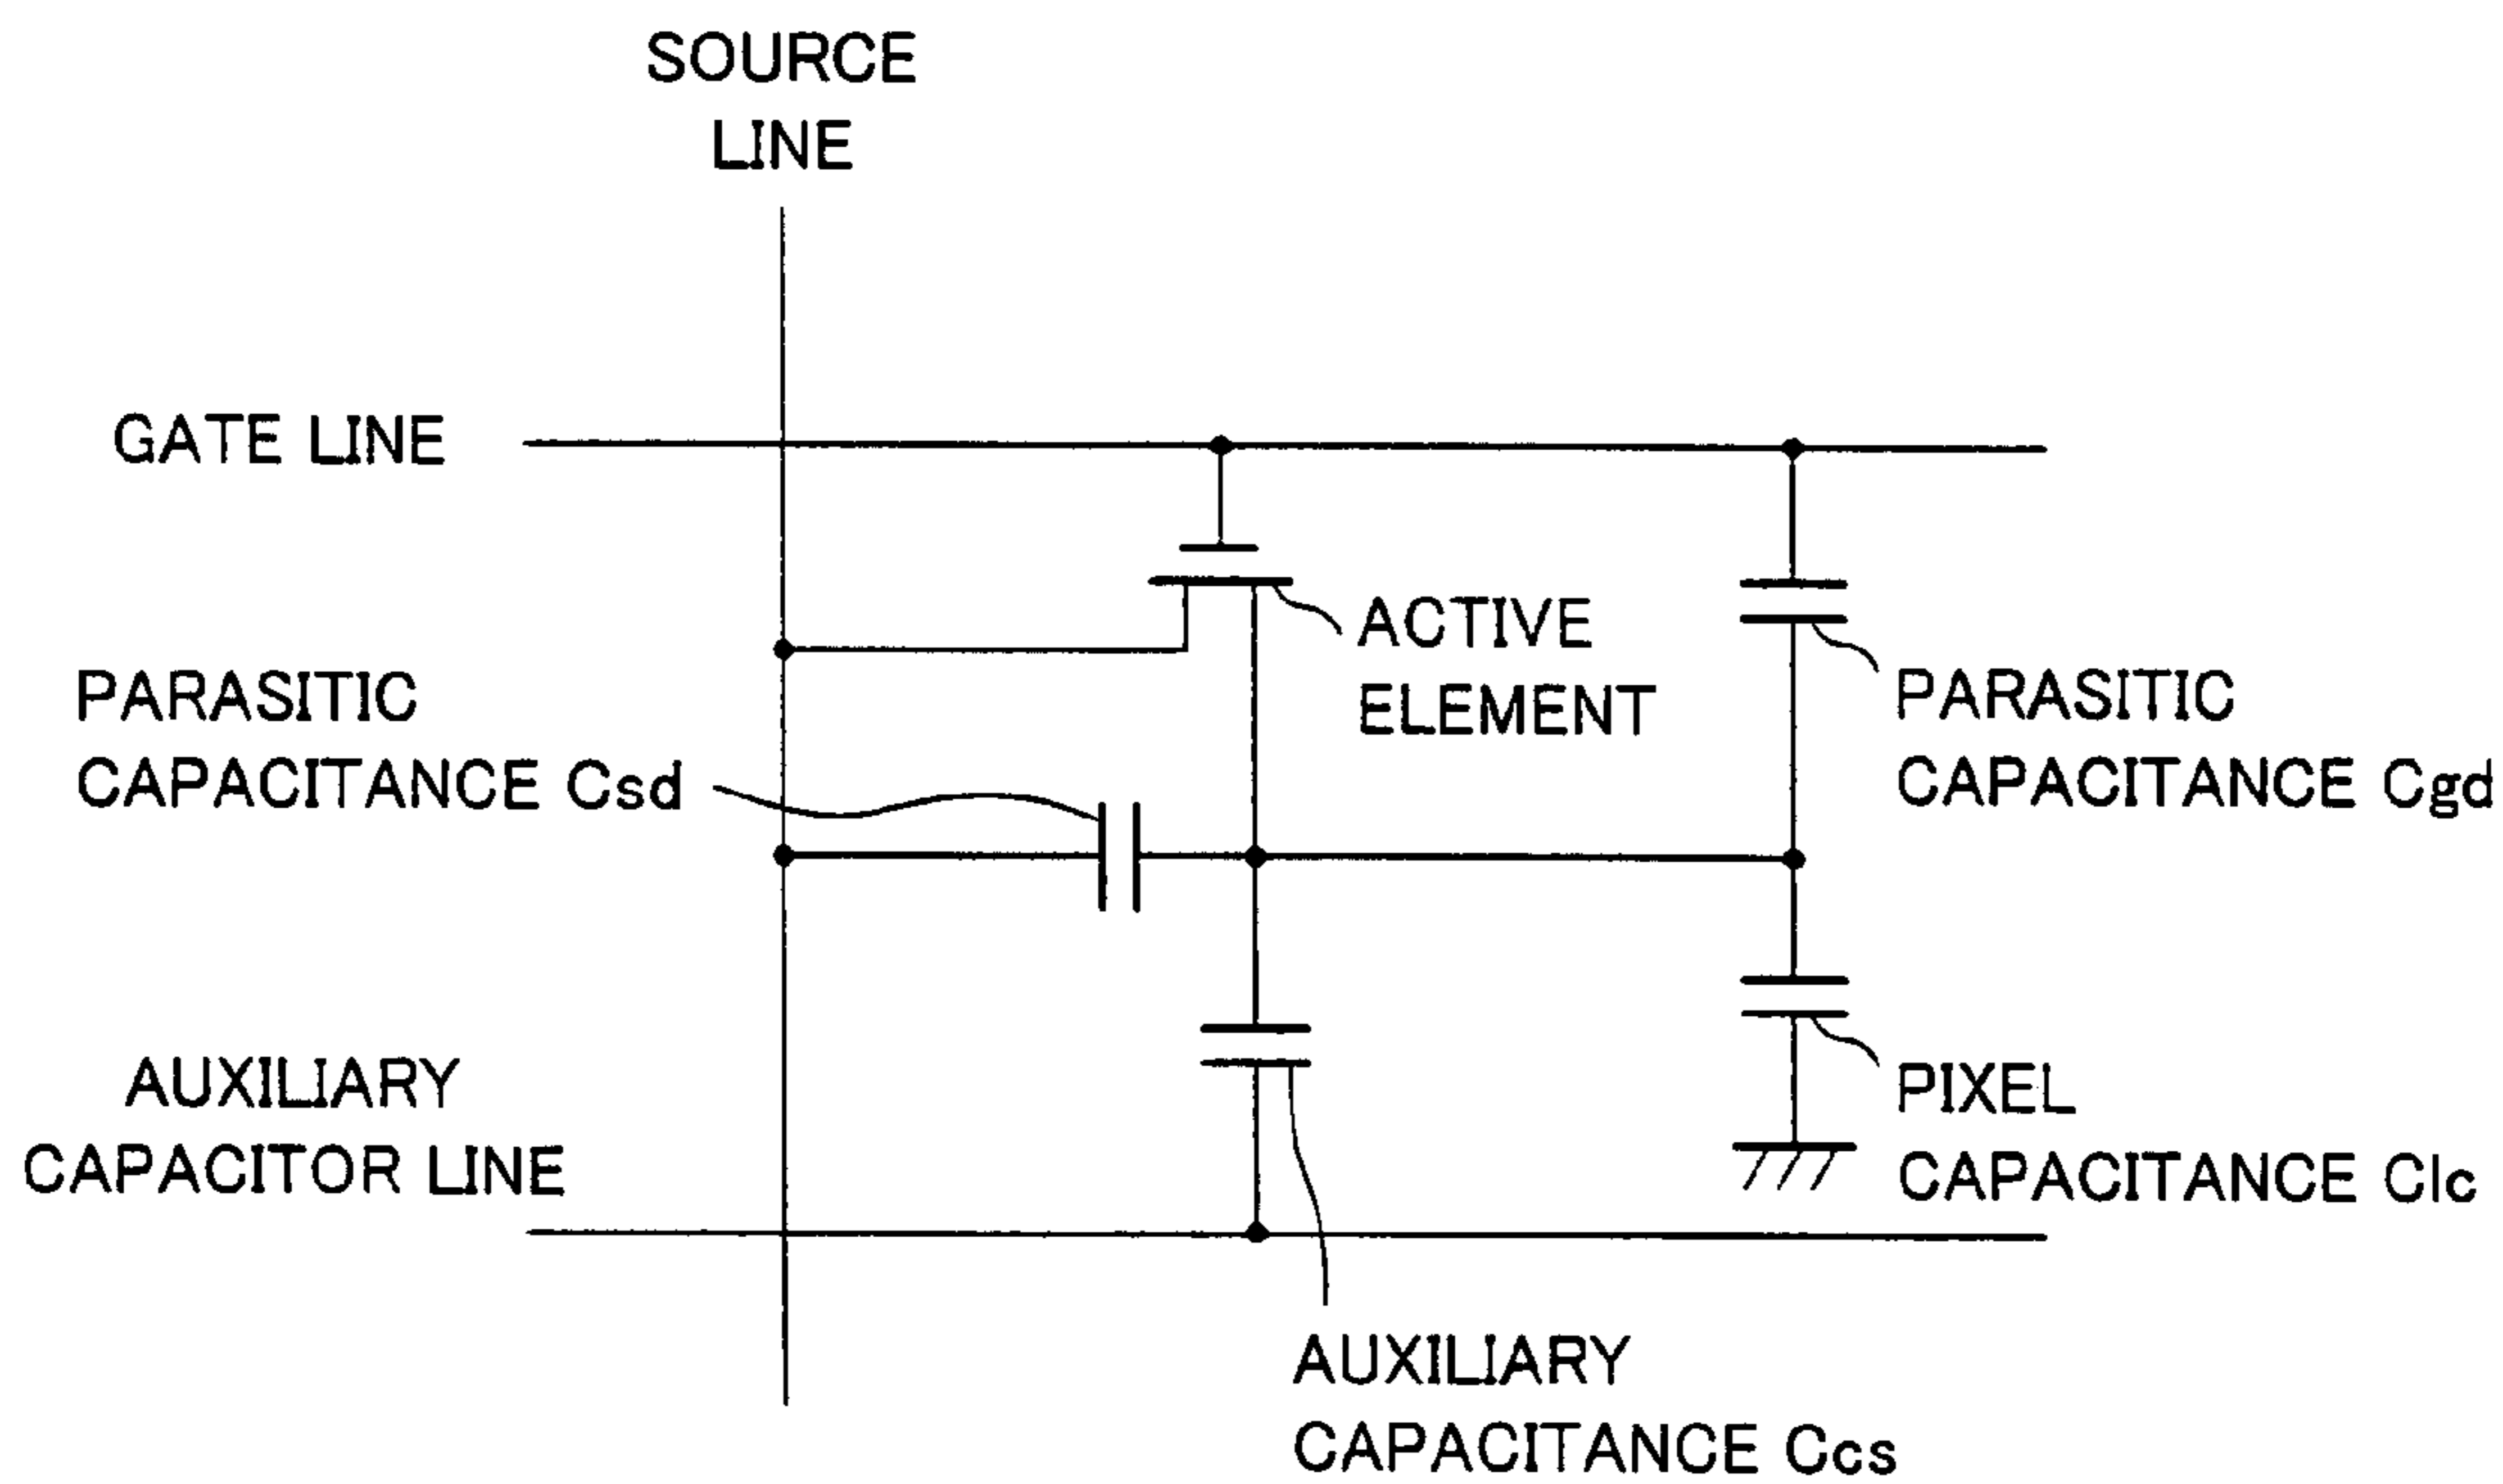 SOURCE
LINE
GATE LINE
ACTIVE
ELEMENT
PARASITIC
CAPACITANCE Csd
PARASITIC
CAPACITANCE Cgd
AUXILIARY
CAPACITOR LINE
PIXEL
CAPACITANCE Clc
AUXILIARY
CAPACITANCE Ccs